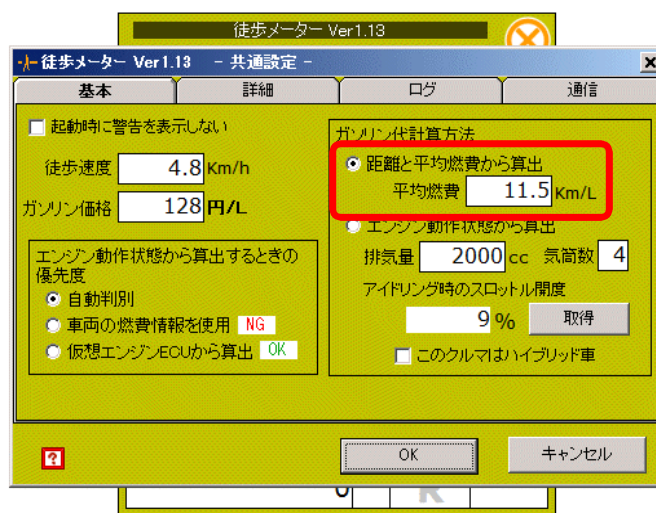 徒歩メーター Ver1.13
徒歩メーター Ver1.13 - 共通設定 -
基本 詳細 ログ 通信
起動時に警告を表示しない
徒歩速度 4.8 Km/h
ガソリン価格 128 円/L
エンジン動作状態から算出するときの
優先度
自動判別
車両の燃費情報を使用 NG
仮想エンジンECUから算出 OK
ガソリン代計算方法
距離と平均燃費から算出
平均燃費 11.5 Km/L
エンジン動作状態から算出
排気量 2000 cc 気筒数 4
アイドリング時のスロットル開度
9 % 取得
このクルマはハイブリッド車
? OK キャンセル